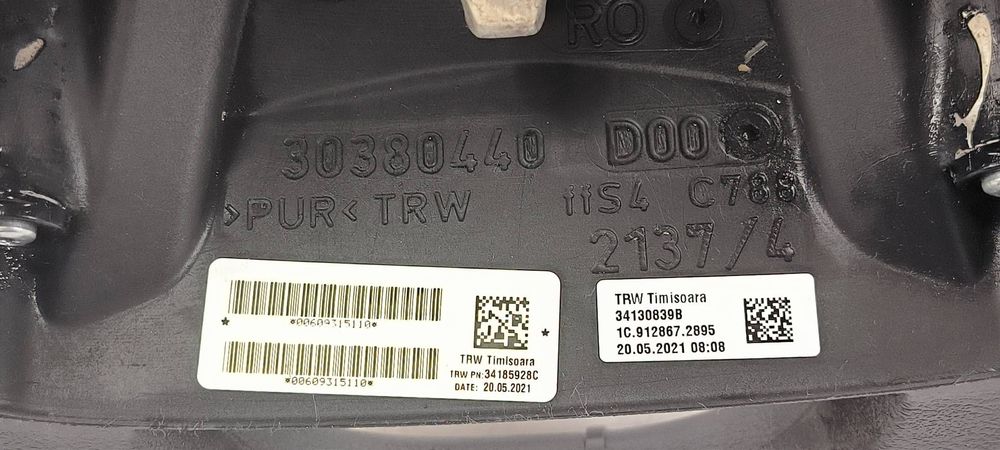 RO
30380440
D00
>PUR< TRW
ffS4 C788
2137/4
*00609315110*
*00609315110*
TRW Timisoara
TRW PN: 34185928C
DATE: 20.05.2021
TRW Timisoara
34130839B
1C.912867.2895
20.05.2021 08:08